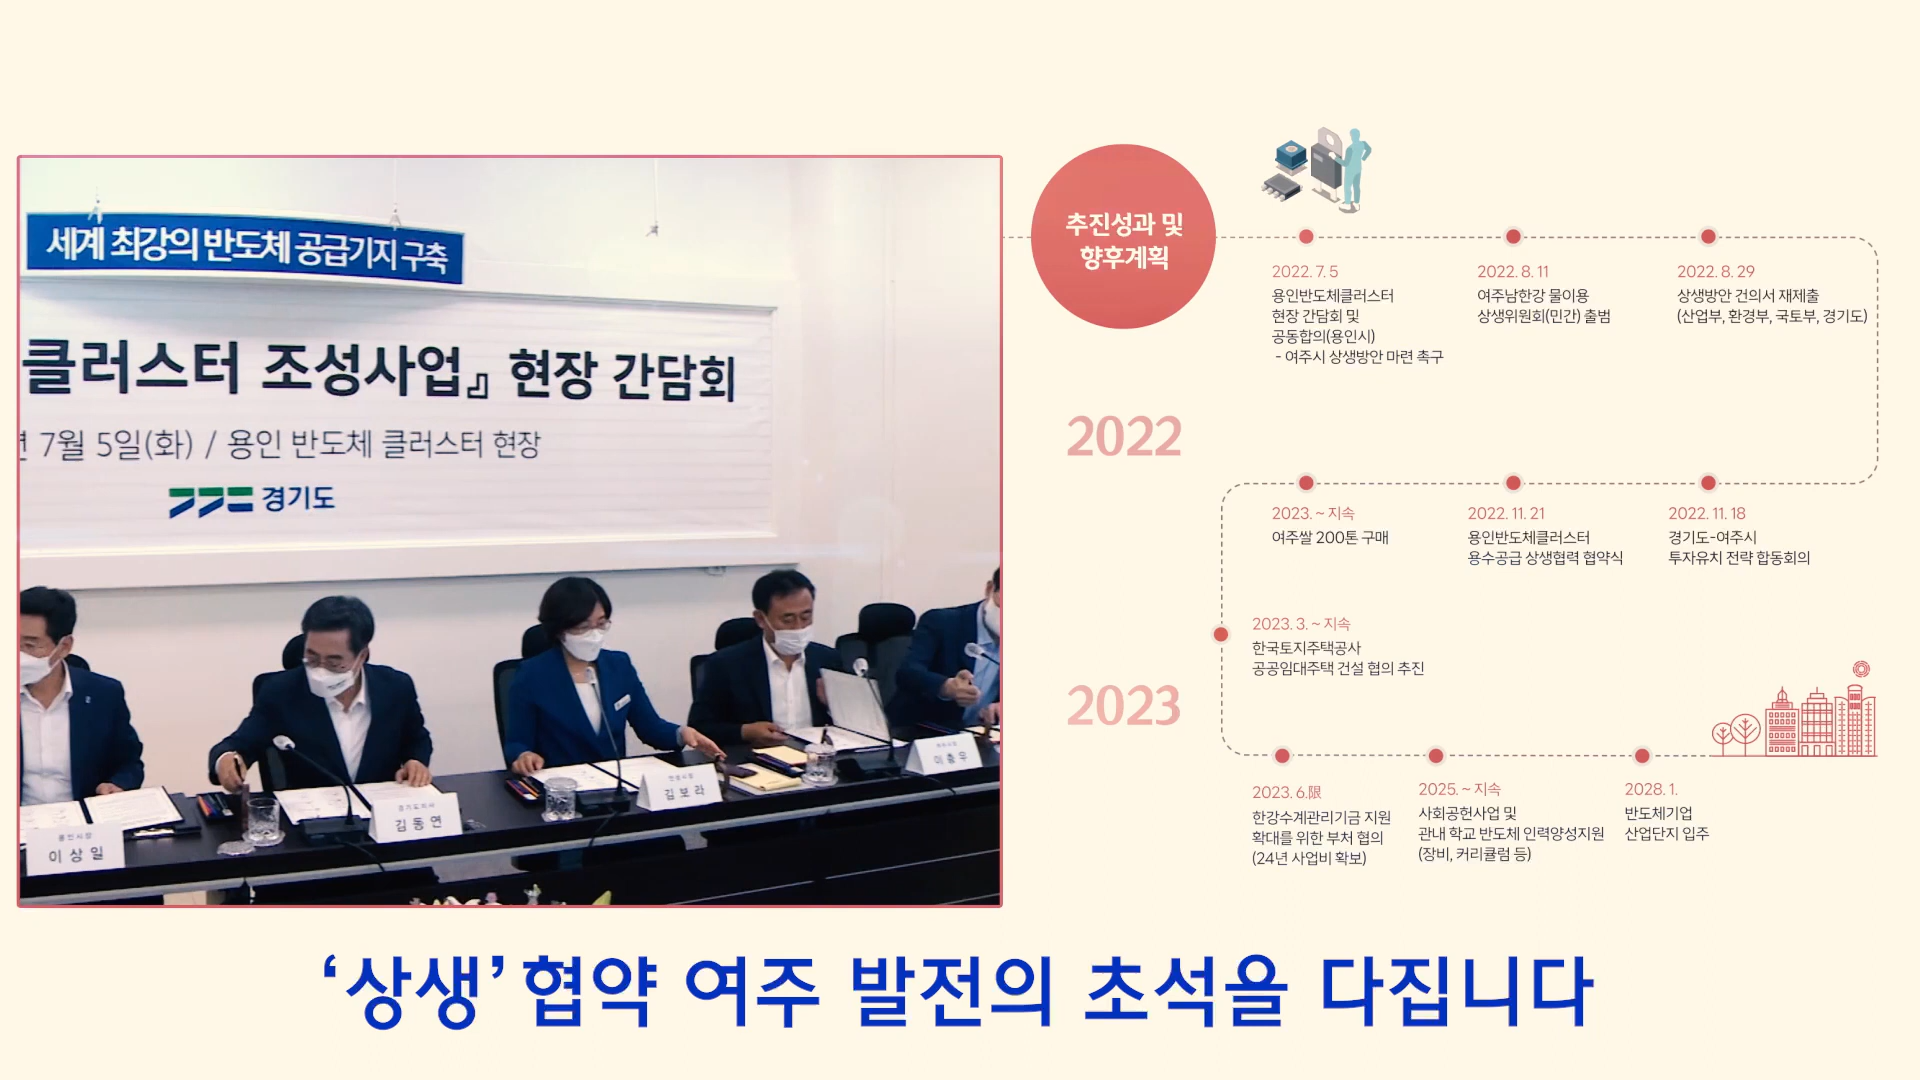 세계 최강의 반도체 공급기지 구축
클러스터 조성사업』 현장 간담회
7월 5일(화) / 용인 반도체 클러스터 현장
경기도
용인시장
이상일
경기도지사
김동연
안성시장
김보라
이충우
추진성과 및
향후계획
2022. 7. 5
용인반도체클러스터
현장 간담회 및
공동합의(용인시)
- 여주시 상생방안 마련 촉구
2022. 8. 11
여주남한강 물이용
상생위원회(민간) 출범
2022. 8. 29
상생방안 건의서 재제출
(산업부, 환경부, 국토부, 경기도)
2022
2023. ~ 지속
여주쌀 200톤 구매
2022. 11. 21
용인반도체클러스터
용수공급 상생협력 협약식
2022. 11. 18
경기도-여주시
투자유치 전략 합동회의
2023. 3. ~ 지속
한국토지주택공사
공공임대주택 건설 협의 추진
2023
2023. 6.限
한강수계관리기금 지원
확대를 위한 부처 협의
(24년 사업비 확보)
2025. ~ 지속
사회공헌사업 및
관내 학교 반도체 인력양성지원
(장비, 커리큘럼 등)
2028. 1.
반도체기업
산업단지 입주
‘상생’ 협약 여주 발전의 초석을 다집니다